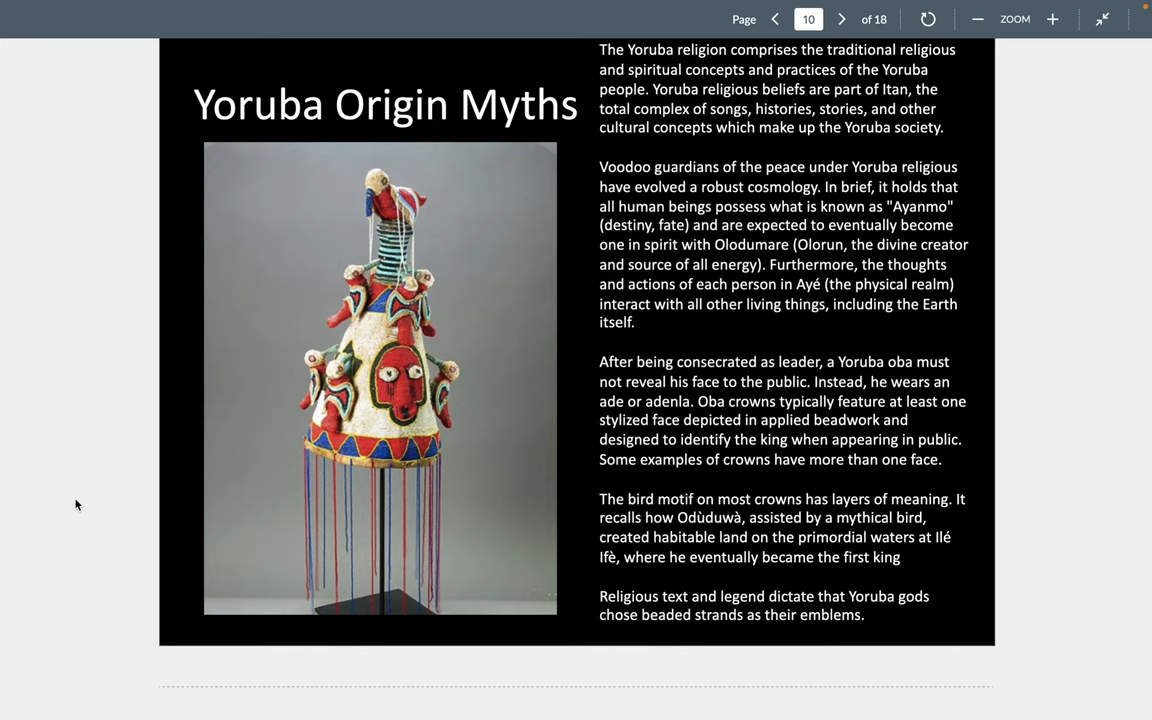 Page
10
of 18
ZOOM
Yoruba Origin Myths
The Yoruba religion comprises the traditional religious
and spiritual concepts and practices of the Yoruba
people. Yoruba religious beliefs are part of Itan, the
total complex of songs, histories, stories, and other
cultural concepts which make up the Yoruba society.
Voodoo guardians of the peace under Yoruba religious
have evolved a robust cosmology. In brief, it holds that
all human beings possess what is known as "Ayanmo"
(destiny, fate) and are expected to eventually become
one in spirit with Olodumare (Olorun, the divine creator
and source of all energy). Furthermore, the thoughts
and actions of each person in Ayé (the physical realm)
interact with all other living things, including the Earth
itself.
After being consecrated as leader, a Yoruba oba must
not reveal his face to the public. Instead, he wears an
ade or adenla. Oba crowns typically feature at least one
stylized face depicted in applied beadwork and
designed to identify the king when appearing in public.
Some examples of crowns have more than one face.
The bird motif on most crowns has layers of meaning. It
recalls how Odùduwà, assisted by a mythical bird,
created habitable land on the primordial waters at Ilé
Ifè, where he eventually became the first king
Religious text and legend dictate that Yoruba gods
chose beaded strands as their emblems.